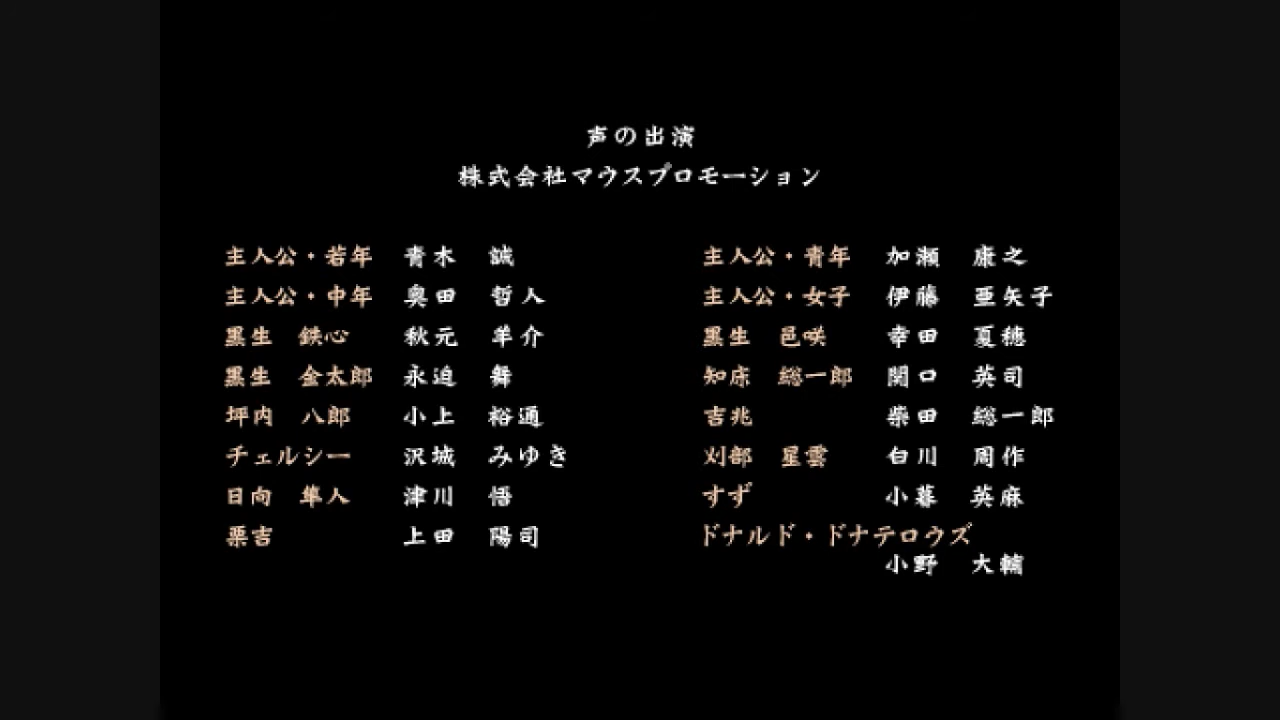 声の出演
株式会社マウスプロモーション
主人公・若年　青木　誠　主人公・青年　加瀬　康之
主人公・中年　奥田　哲人　主人公・女子　伊藤　亜矢子
黒生　鉄心　秋元　羊介　黒生　邑咲　幸田　夏穂
黒生　金太郎　永迫　舞　知床　総一郎　関口　英司
坪内　八郎　小上　裕通　吉兆　柴田　総一郎
チェルシー　沢城　みゆき　刈部　星雲　白川　周作
日向　隼人　津川　悟　すず　小暮　英麻
栗吉　上田　陽司　ドナルド・ドナテロウズ
小野　大輔